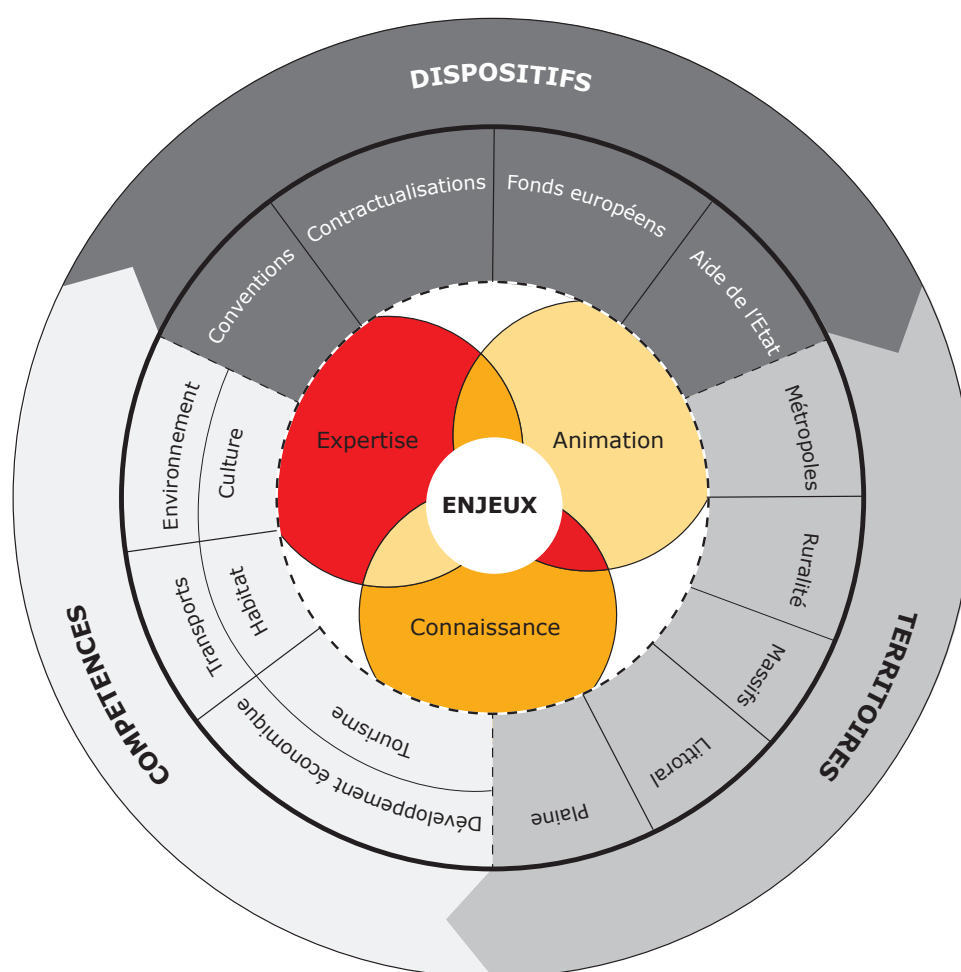 DISPOSITIFS
Conventions
Contractualisations
Fonds européens
Aide de l'Etat
TERRITOIRES
Métropoles
Ruralité
Massifs
Littoral
Plaine
COMPETENCES
Environnement
Culture
Transports
Habitat
Développement économique
Tourisme
Expertise
Animation
ENJEUX
Connaissance